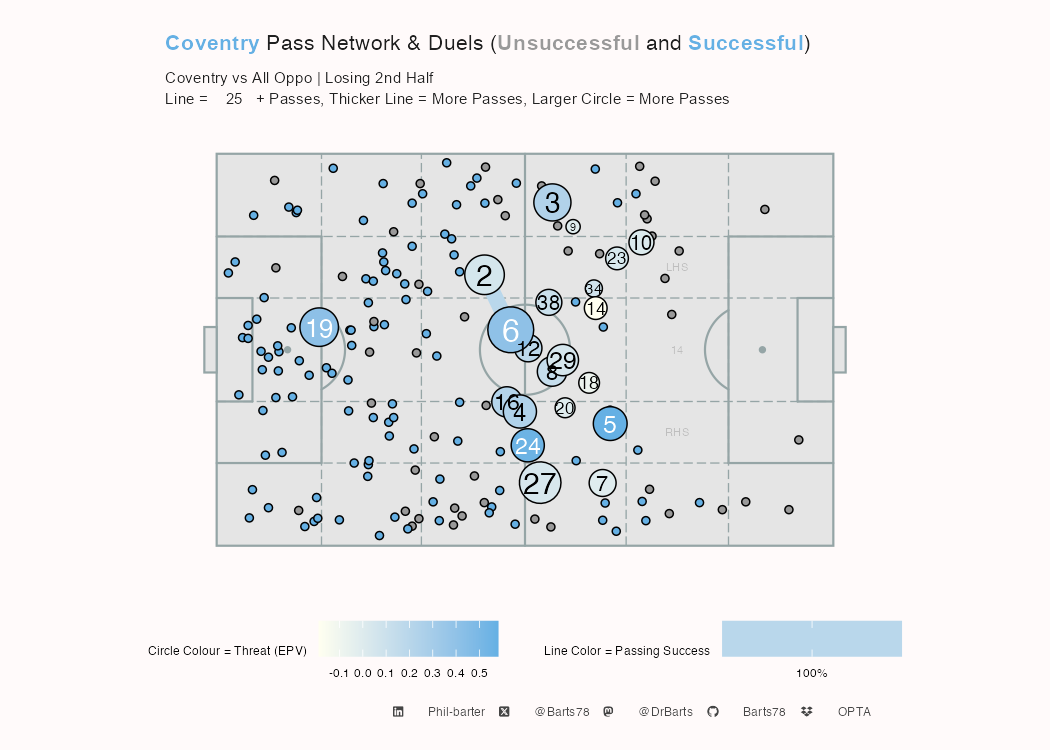 Coventry Pass Network & Duels (Unsuccessful and Successful)
Coventry vs All Oppo | Losing 2nd Half
Line = 25 + Passes, Thicker Line = More Passes, Larger Circle = More Passes
3
9
10
23
LHS
2
34
38
14
19
6
12
14
29
8
18
16
4
20
5
RHS
24
27
7
Circle Colour = Threat (EPV)
-0.1 0.0 0.1 0.2 0.3 0.4 0.5
Line Color = Passing Success
100%
Phil-barter @Barts78 @DrBarts Barts78 OPTA